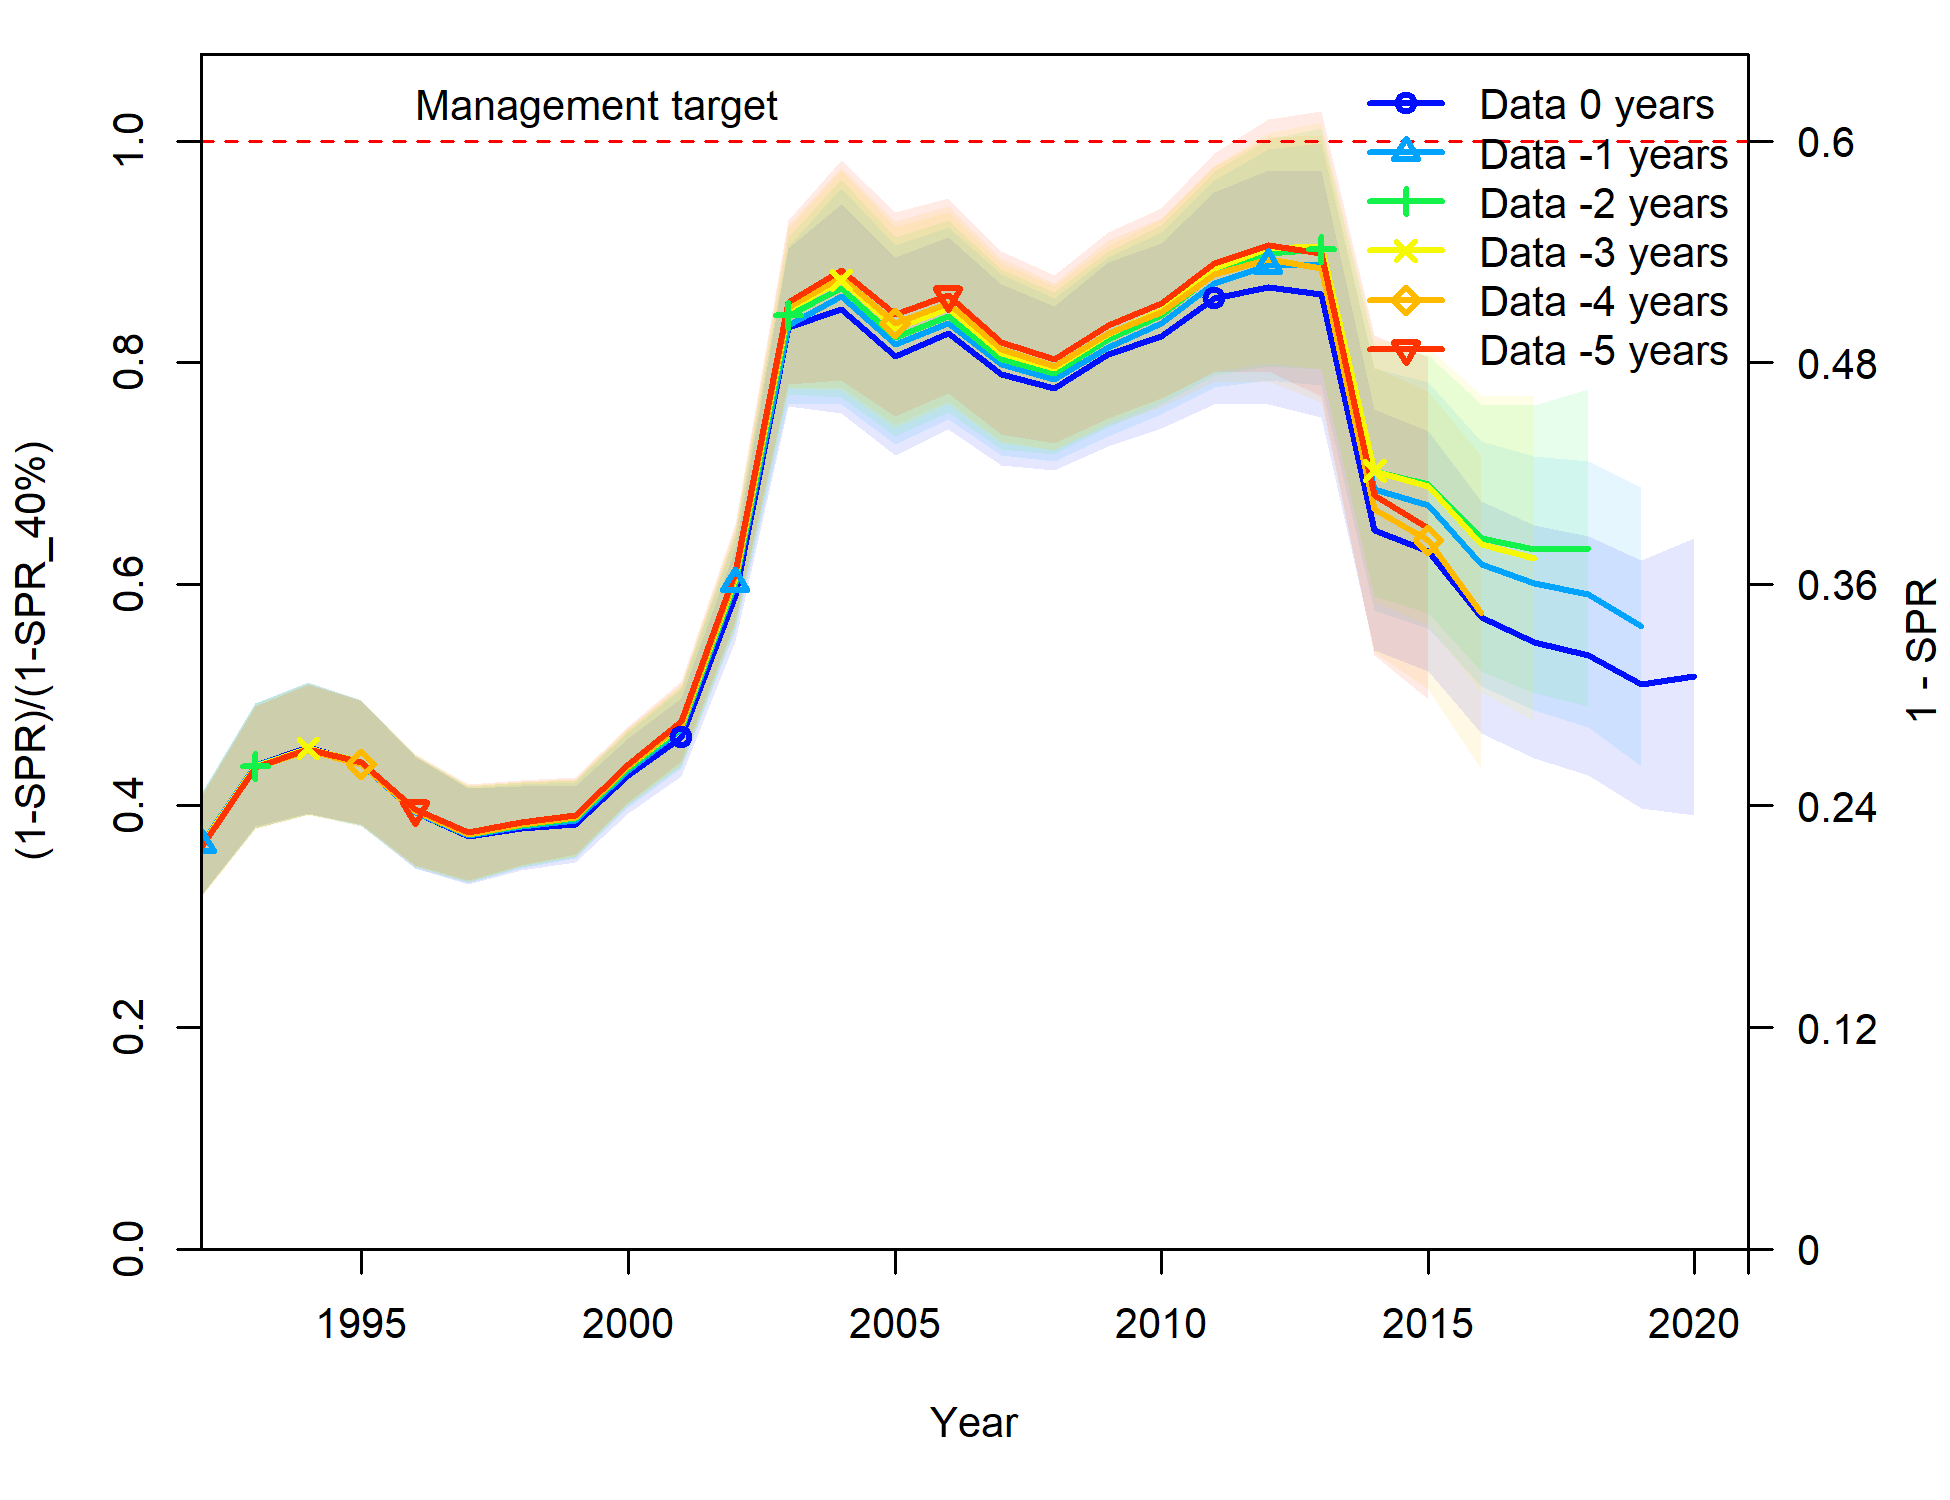 Management target
Data 0 years
Data -1 years
Data -2 years
Data -3 years
Data -4 years
Data -5 years
(1-SPR)/(1-SPR_40%)
1.0
0.8
0.6
0.4
0.2
0.0
0.6
0.48
0.36
0.24
0.12
0
1 - SPR
1995
2000
2005
2010
2015
2020
Year